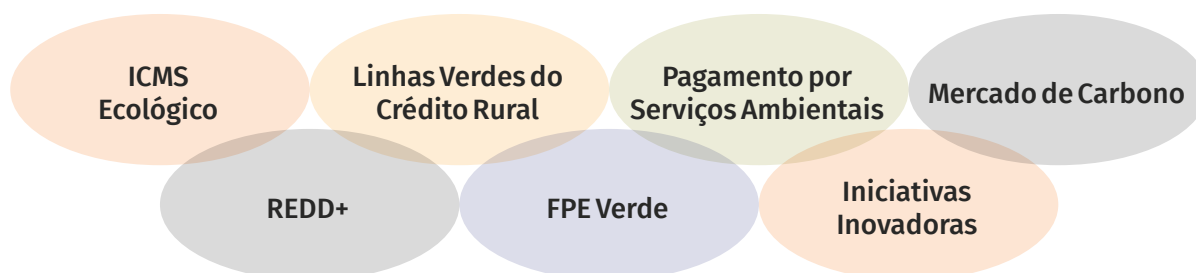 ICMS
Ecológico
Linhas Verdes do
Crédito Rural
Pagamento por
Serviços Ambientais
Mercado de Carbono
REDD+
FPE Verde
Iniciativas
Inovadoras